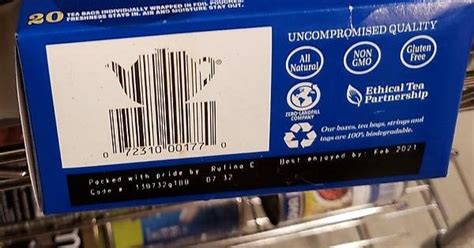 20 TEA BAGS INDIVIDUALLY WRAPPED IN FOIL POUCHES.
FRESHNESS STAYS IN. AIR AND MOISTURE STAY OUT.
UNCOMPROMISED QUALITY
All
Natural
NON
GMO
Gluten
Free
ZERO-LANDFILL
COMPANY
Ethical Tea
Partnership
Our boxes, tea bags, strings and
tags are 100% biodegradable.
0 72310 00177 0
Packed with pride by Rufina C
Best enjoyed by: Feb 2021
Code # 130732g188 07 12